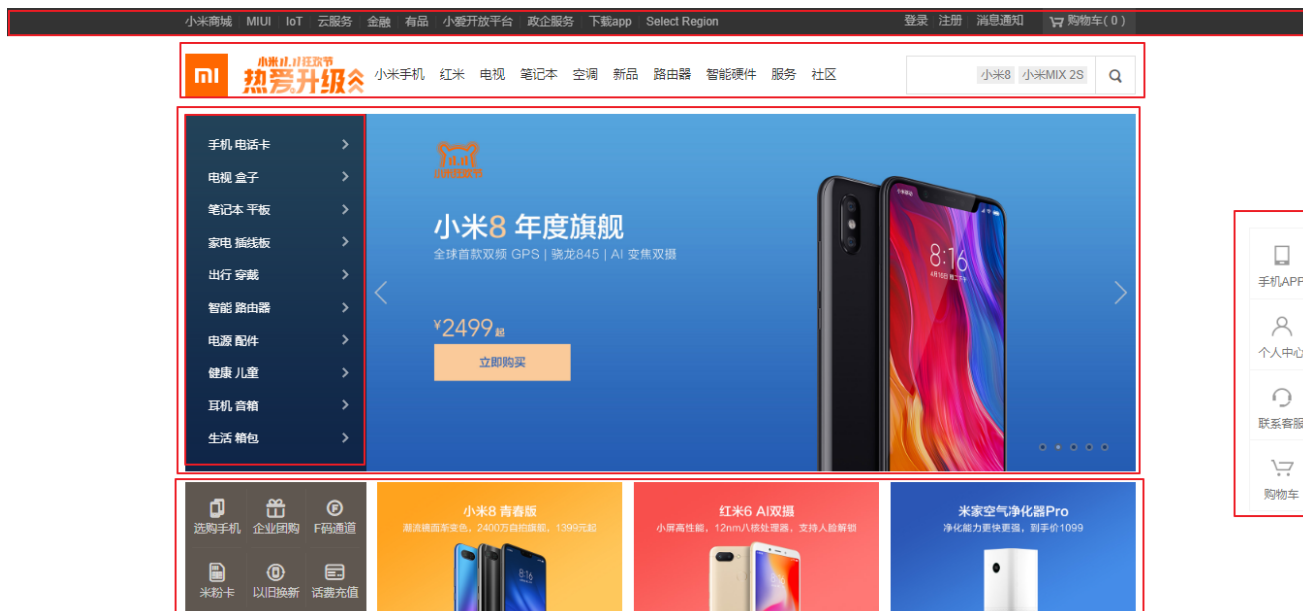 小米商城 MIUI IoT 云服务 金融 有品 小爱开放平台 政企服务 下载app Select Region 登录 注册 消息通知 购物车 ( 0 )
小米11.11狂欢节
热爱升级
小米手机 红米 电视 笔记本 空调 新品 路由器 智能硬件 服务 社区 小米8 小米MIX 2S
手机 电话卡
电视 盒子
笔记本 平板
家电 插线板
出行 穿戴
智能 路由器
电源 配件
健康 儿童
耳机 音箱
生活 箱包
小米8 年度旗舰
全球首款双频 GPS | 骁龙845 | AI 变焦双摄
¥2499起
立即购买
8:16
手机APP
个人中心
联系客服
购物车
选购手机 企业团购 F码通道
米粉卡 以旧换新 话费充值
小米8 青春版
潮流镜面渐变色，2400万自拍旗舰，1399元起
8:16
红米6 AI双摄
小屏高性能，12nm八核处理器，支持人脸解锁
米家空气净化器Pro
净化能力更快更强，到手价1099